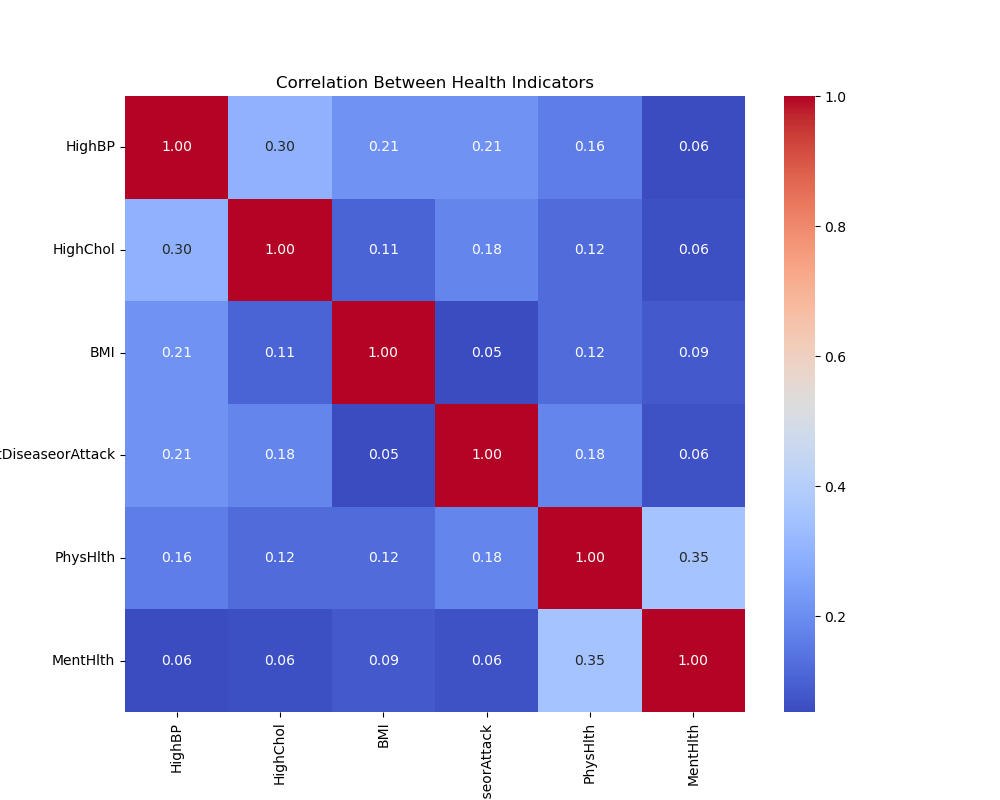 Correlation Between Health Indicators
HighBP 1.00 0.30 0.21 0.21 0.16 0.06
HighChol 0.30 1.00 0.11 0.18 0.12 0.06
BMI 0.21 0.11 1.00 0.05 0.12 0.09
tDiseaseorAttack 0.21 0.18 0.05 1.00 0.18 0.06
PhysHlth 0.16 0.12 0.12 0.18 1.00 0.35
MentHlth 0.06 0.06 0.09 0.06 0.35 1.00
HighBP HighChol BMI seorAttack PhysHlth MentHlth
1.0
0.8
0.6
0.4
0.2